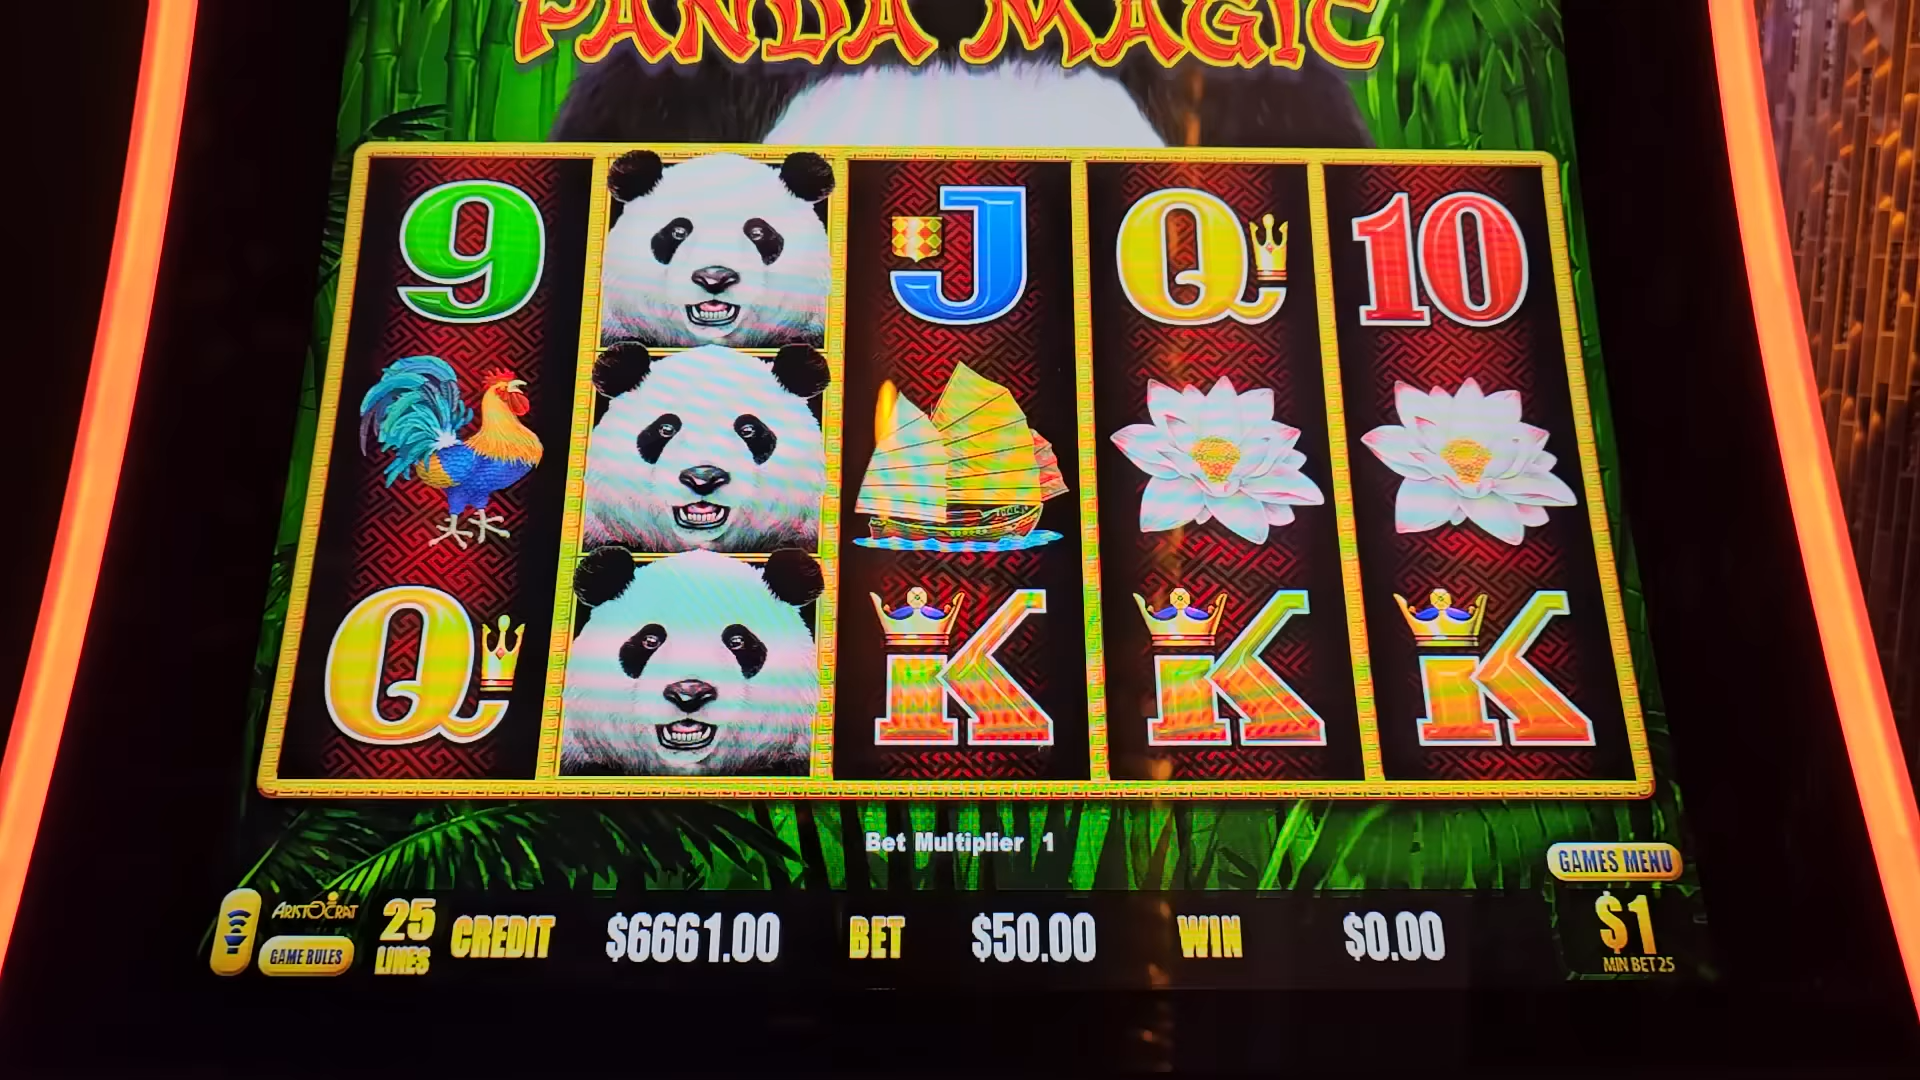 PANDA MAGIC
9 J Q 10
Q K K K
Bet Multiplier 1
GAMES MENU
ARISTOCRAT
GAME RULES
25 LINES
CREDIT $6661.00 BET $50.00 WIN $0.00
$1
MIN BET 25